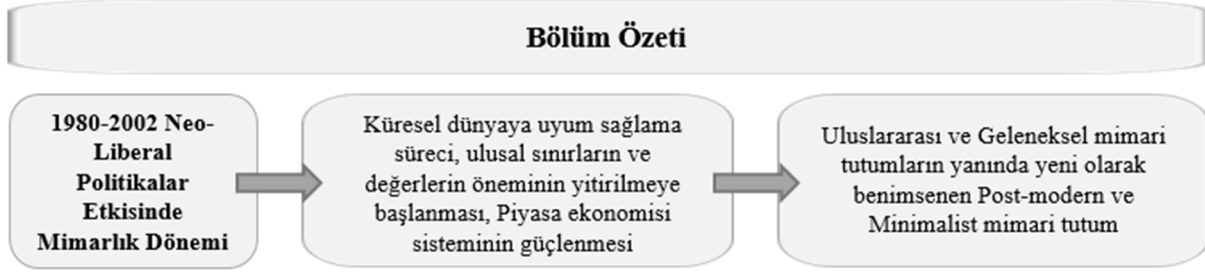 Bölüm Özeti
1980-2002 Neo-
Liberal
Politikalar
Etkisinde
Mimarlık Dönemi
Küresel dünyaya uyum sağlama
süreci, ulusal sınırların ve
değerlerin öneminin yitirilmeye
başlanması, Piyasa ekonomisi
sisteminin güçlenmesi
Uluslararası ve Geleneksel mimari
tutumların yanında yeni olarak
benimsenen Post-modern ve
Minimalist mimari tutum